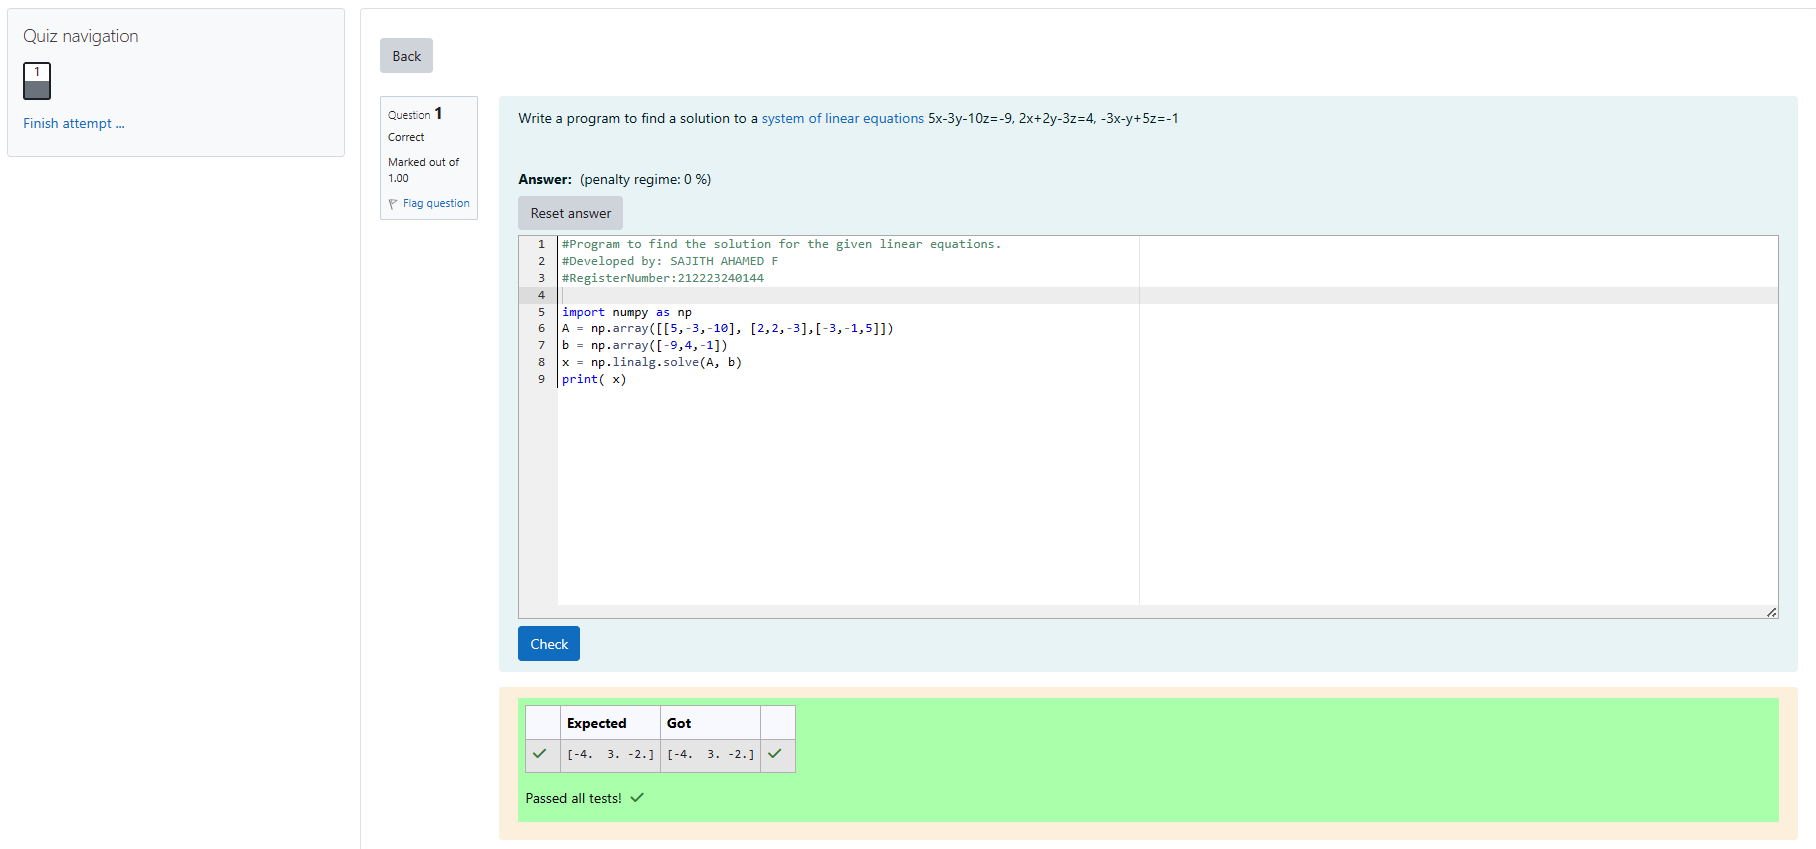 Quiz navigation
1
Finish attempt ...
Back
Question 1
Correct
Marked out of
1.00
Flag question
Write a program to find a solution to a system of linear equations 5x-3y-10z=-9, 2x+2y-3z=4, -3x-y+5z=-1
Answer: (penalty regime: 0 %)
Reset answer
1 #Program to find the solution for the given linear equations.
2 #Developed by: SAJITH AHAMED F
3 #RegisterNumber:212223240144
4
5 import numpy as np
6 A = np.array([[5,-3,-10], [2,2,-3],[-3,-1,5]])
7 b = np.array([-9,4,-1])
8 x = np.linalg.solve(A, b)
9 print( x)
Check
Expected Got
[-4.  3. -2.] [-4.  3. -2.]
Passed all tests!